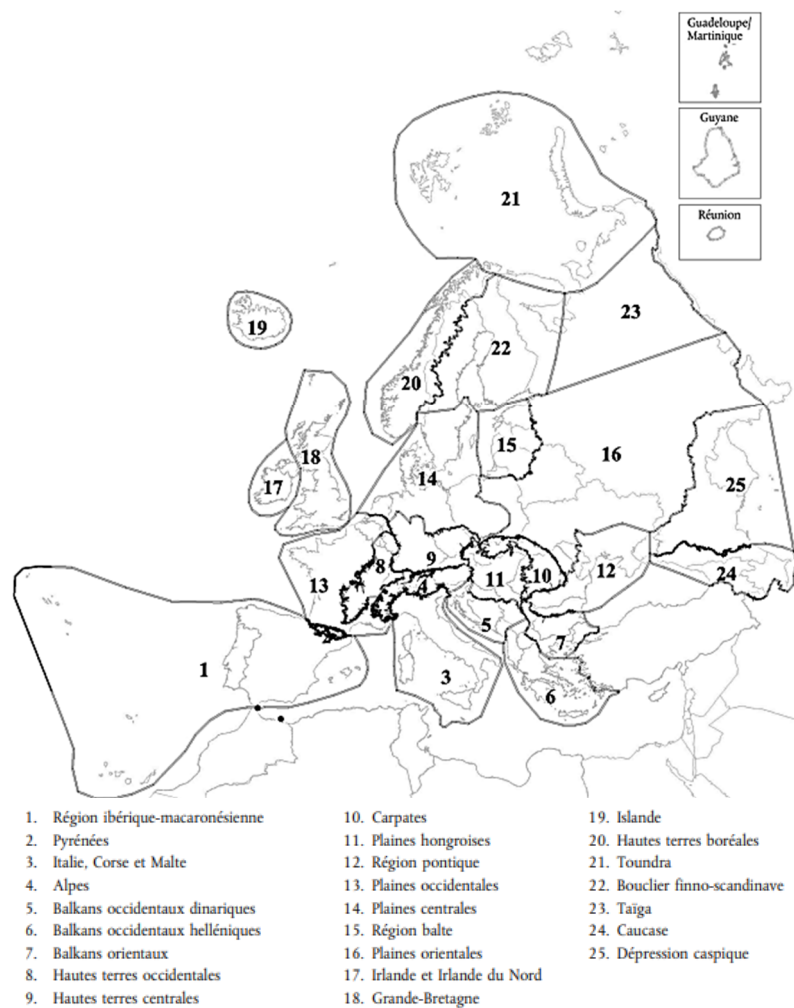 Guadeloupe/
Martinique
Guyane
Réunion
21
19
23
22
20
18
15
16
14
17
25
9
8
13
11
10
12
24
4
5
7
1
3
6
1. Région ibérique-macaronésienne
2. Pyrénées
3. Italie, Corse et Malte
4. Alpes
5. Balkans occidentaux dinariques
6. Balkans occidentaux helléniques
7. Balkans orientaux
8. Hautes terres occidentales
9. Hautes terres centrales
10. Carpates
11. Plaines hongroises
12. Région pontique
13. Plaines occidentales
14. Plaines centrales
15. Région balte
16. Plaines orientales
17. Irlande et Irlande du Nord
18. Grande-Bretagne
19. Islande
20. Hautes terres boréales
21. Toundra
22. Bouclier finno-scandinave
23. Taïga
24. Caucase
25. Dépression caspique